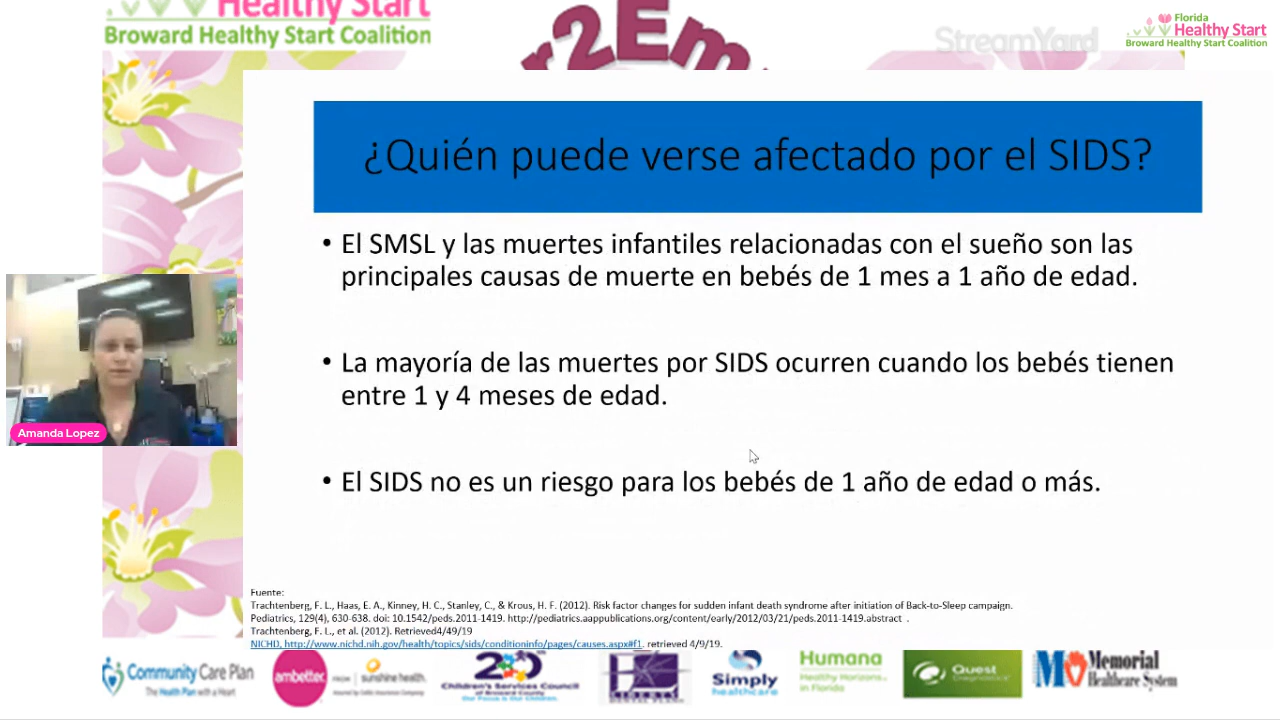 Healthy Start
Broward Healthy Start Coalition
r2Em
StreamYard
Florida
Healthy Start
Broward Healthy Start Coalition
¿Quién puede verse afectado por el SIDS?
• El SMSL y las muertes infantiles relacionadas con el sueño son las
principales causas de muerte en bebés de 1 mes a 1 año de edad.
• La mayoría de las muertes por SIDS ocurren cuando los bebés tienen
entre 1 y 4 meses de edad.
• El SIDS no es un riesgo para los bebés de 1 año de edad o más.
Amanda Lopez
Fuente:
Trachtenberg, F. L., Haas, E. A., Kinney, H. C., Stanley, C., & Krous, H. F. (2012). Risk factor changes for sudden infant death syndrome after initiation of Back-to-Sleep campaign.
Pediatrics, 129(4), 630-638. doi: 10.1542/peds.2011-1419. http://pediatrics.aappublications.org/content/early/2012/03/21/peds.2011-1419.abstract .
Trachtenberg, F. L., et al. (2012). Retrieved4/49/19
NICHD, http://www.nichd.nih.gov/health/topics/sids/conditioninfo/pages/causes.aspx#f1. retrieved 4/9/19.
Community Care Plan
The Health Plan with a Heart
ambetter.
FROM
sunshine health.
Children's Services Council
of Broward County
Our Focus is Our Children.
LIBERTY
DENTAL PLAN
Simply
healthcare
Humana
Healthy Horizons
in Florida
Quest
Diagnostics
Memorial
Healthcare System